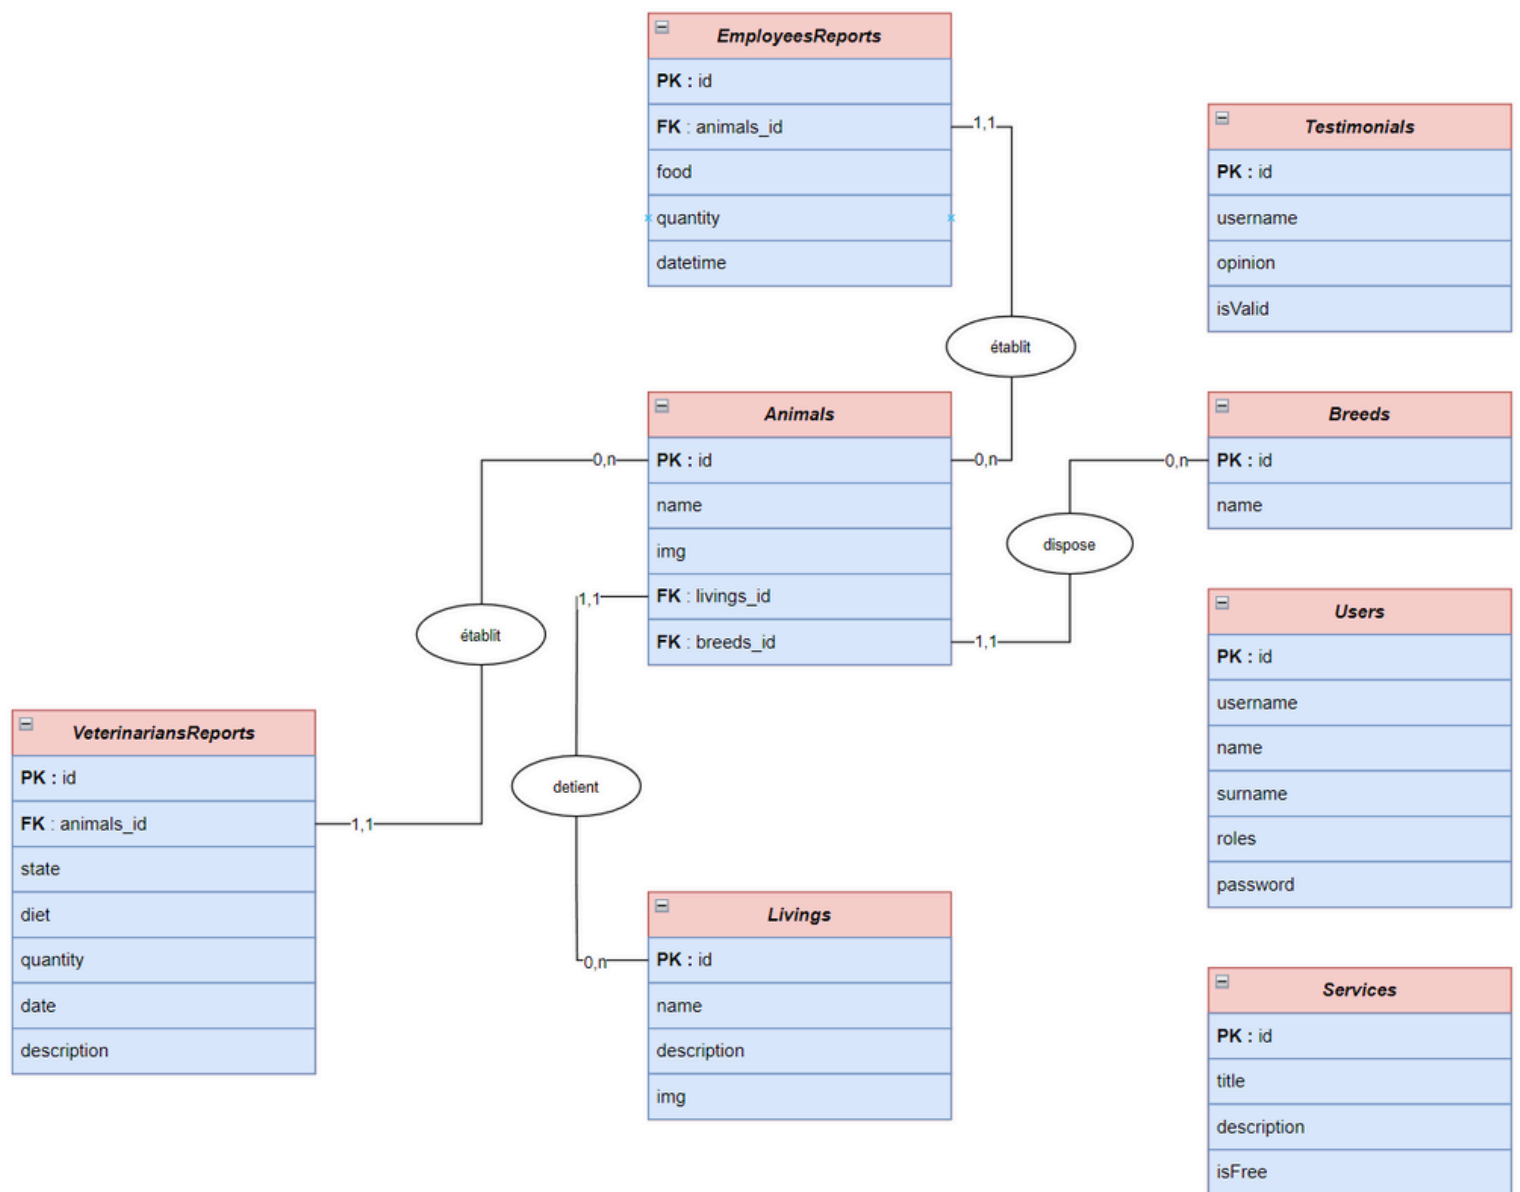 EmployeesReports
PK : id
FK : animals_id
food
quantity
datetime
1,1
établit
0,n
Testimonials
PK : id
username
opinion
isValid
Animals
PK : id
name
img
FK : livings_id
FK : breeds_id
0,n
établit
1,1
1,1
detient
0,n
0,n
dispose
1,1
Breeds
PK : id
name
Users
PK : id
username
name
surname
roles
password
VeterinariansReports
PK : id
FK : animals_id
state
diet
quantity
date
description
Livings
PK : id
name
description
img
Services
PK : id
title
description
isFree